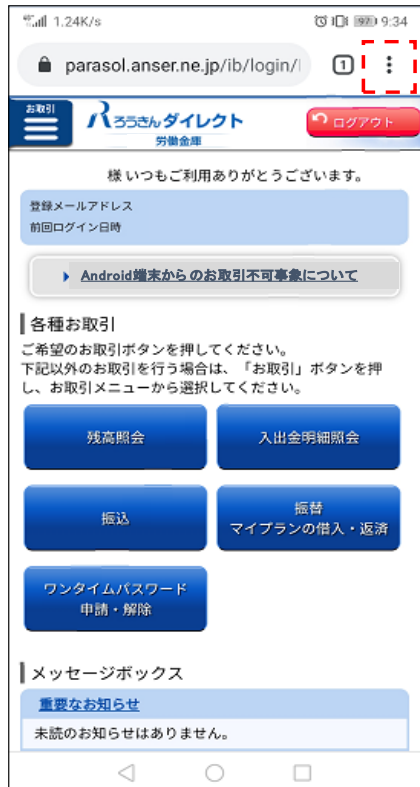 1.24K/s 97 9:34
parasol.anser.ne.jp/ib/login/ 1
お取引
ろうきんダイレクト
労働金庫
ログアウト
様 いつもご利用ありがとうございます。
登録メールアドレス
前回ログイン日時
Android端末からのお取引不可事象について
各種お取引
ご希望のお取引ボタンを押してください。
下記以外のお取引を行う場合は、「お取引」ボタンを押
し、お取引メニューから選択してください。
残高照会
入出金明細照会
振込
振替
マイプランの借入・返済
ワンタイムパスワード
申請・解除
メッセージボックス
重要なお知らせ
未読のお知らせはありません。